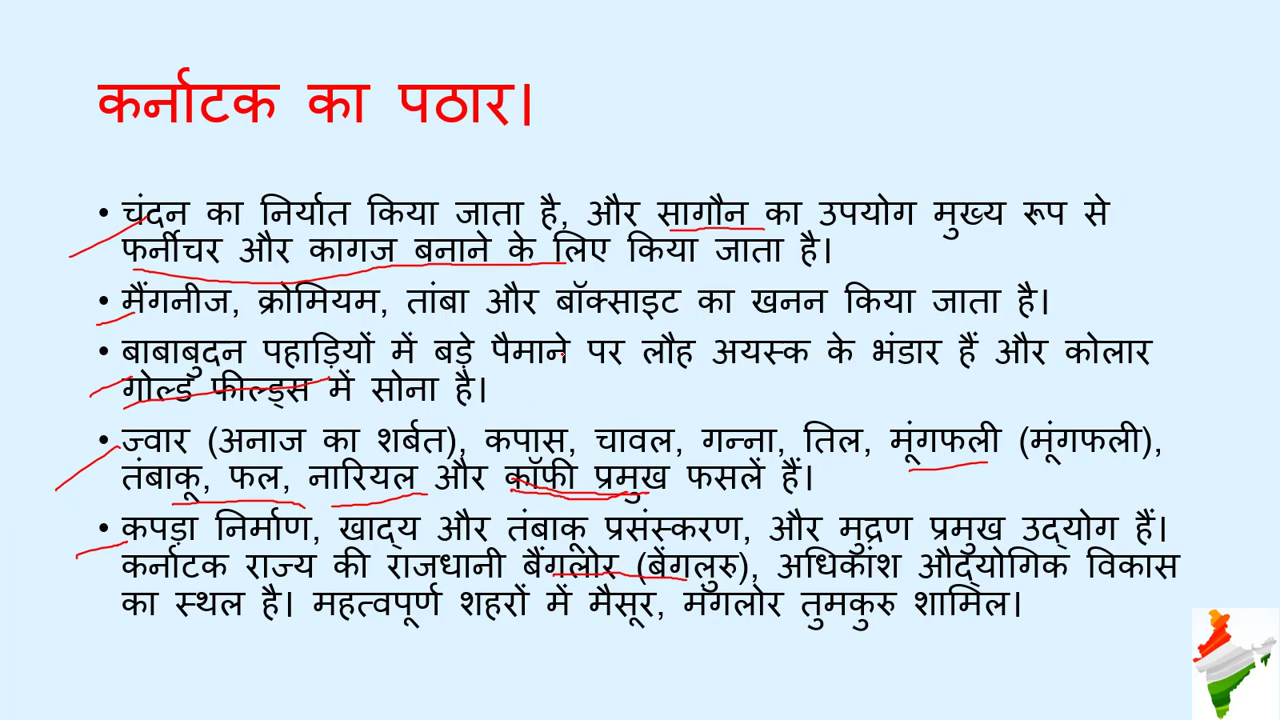 कर्नाटक का पठार।
• चंदन का निर्यात किया जाता है, और सागौन का उपयोग मुख्य रूप से
फर्नीचर और कागज बनाने के लिए किया जाता है।
• मैंगनीज, क्रोमियम, तांबा और बॉक्साइट का खनन किया जाता है।
• बाबाबुदन पहाड़ियों में बड़े पैमाने पर लौह अयस्क के भंडार हैं और कोलार
गोल्ड फील्ड्स में सोना है।
• ज्वार (अनाज का शर्बत), कपास, चावल, गन्ना, तिल, मूंगफली (मूंगफली),
तंबाकू, फल, नारियल और कॉफी प्रमुख फसलें हैं।
• कपड़ा निर्माण, खाद्य और तंबाकू प्रसंस्करण, और मुद्रण प्रमुख उद्योग हैं।
कर्नाटक राज्य की राजधानी बैंगलोर (बेंगलुरु), अधिकांश औद्योगिक विकास
का स्थल है। महत्वपूर्ण शहरों में मैसूर, मंगलोर तुमकुरु शामिल।